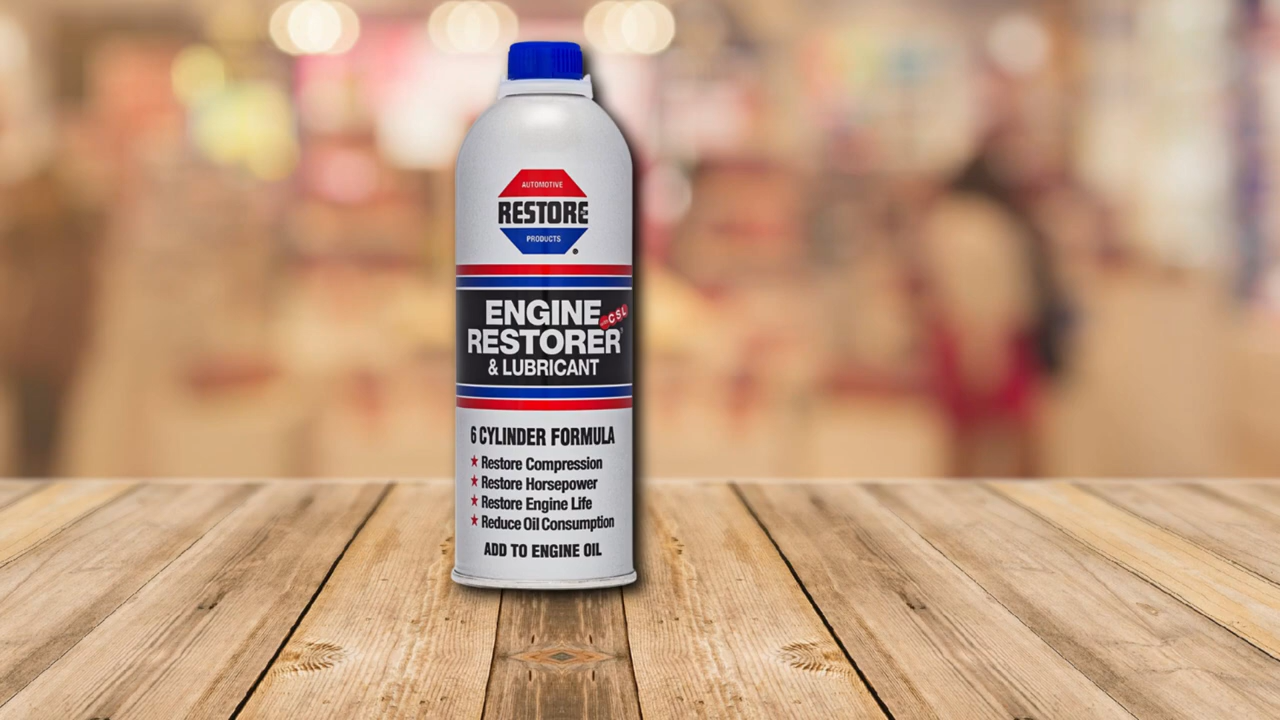 AUTOMOTIVE
RESTORE
PRODUCTS
ENGINE
CSL
RESTORER
& LUBRICANT
6 CYLINDER FORMULA
★ Restore Compression
★ Restore Horsepower
★ Restore Engine Life
★ Reduce Oil Consumption
ADD TO ENGINE OIL